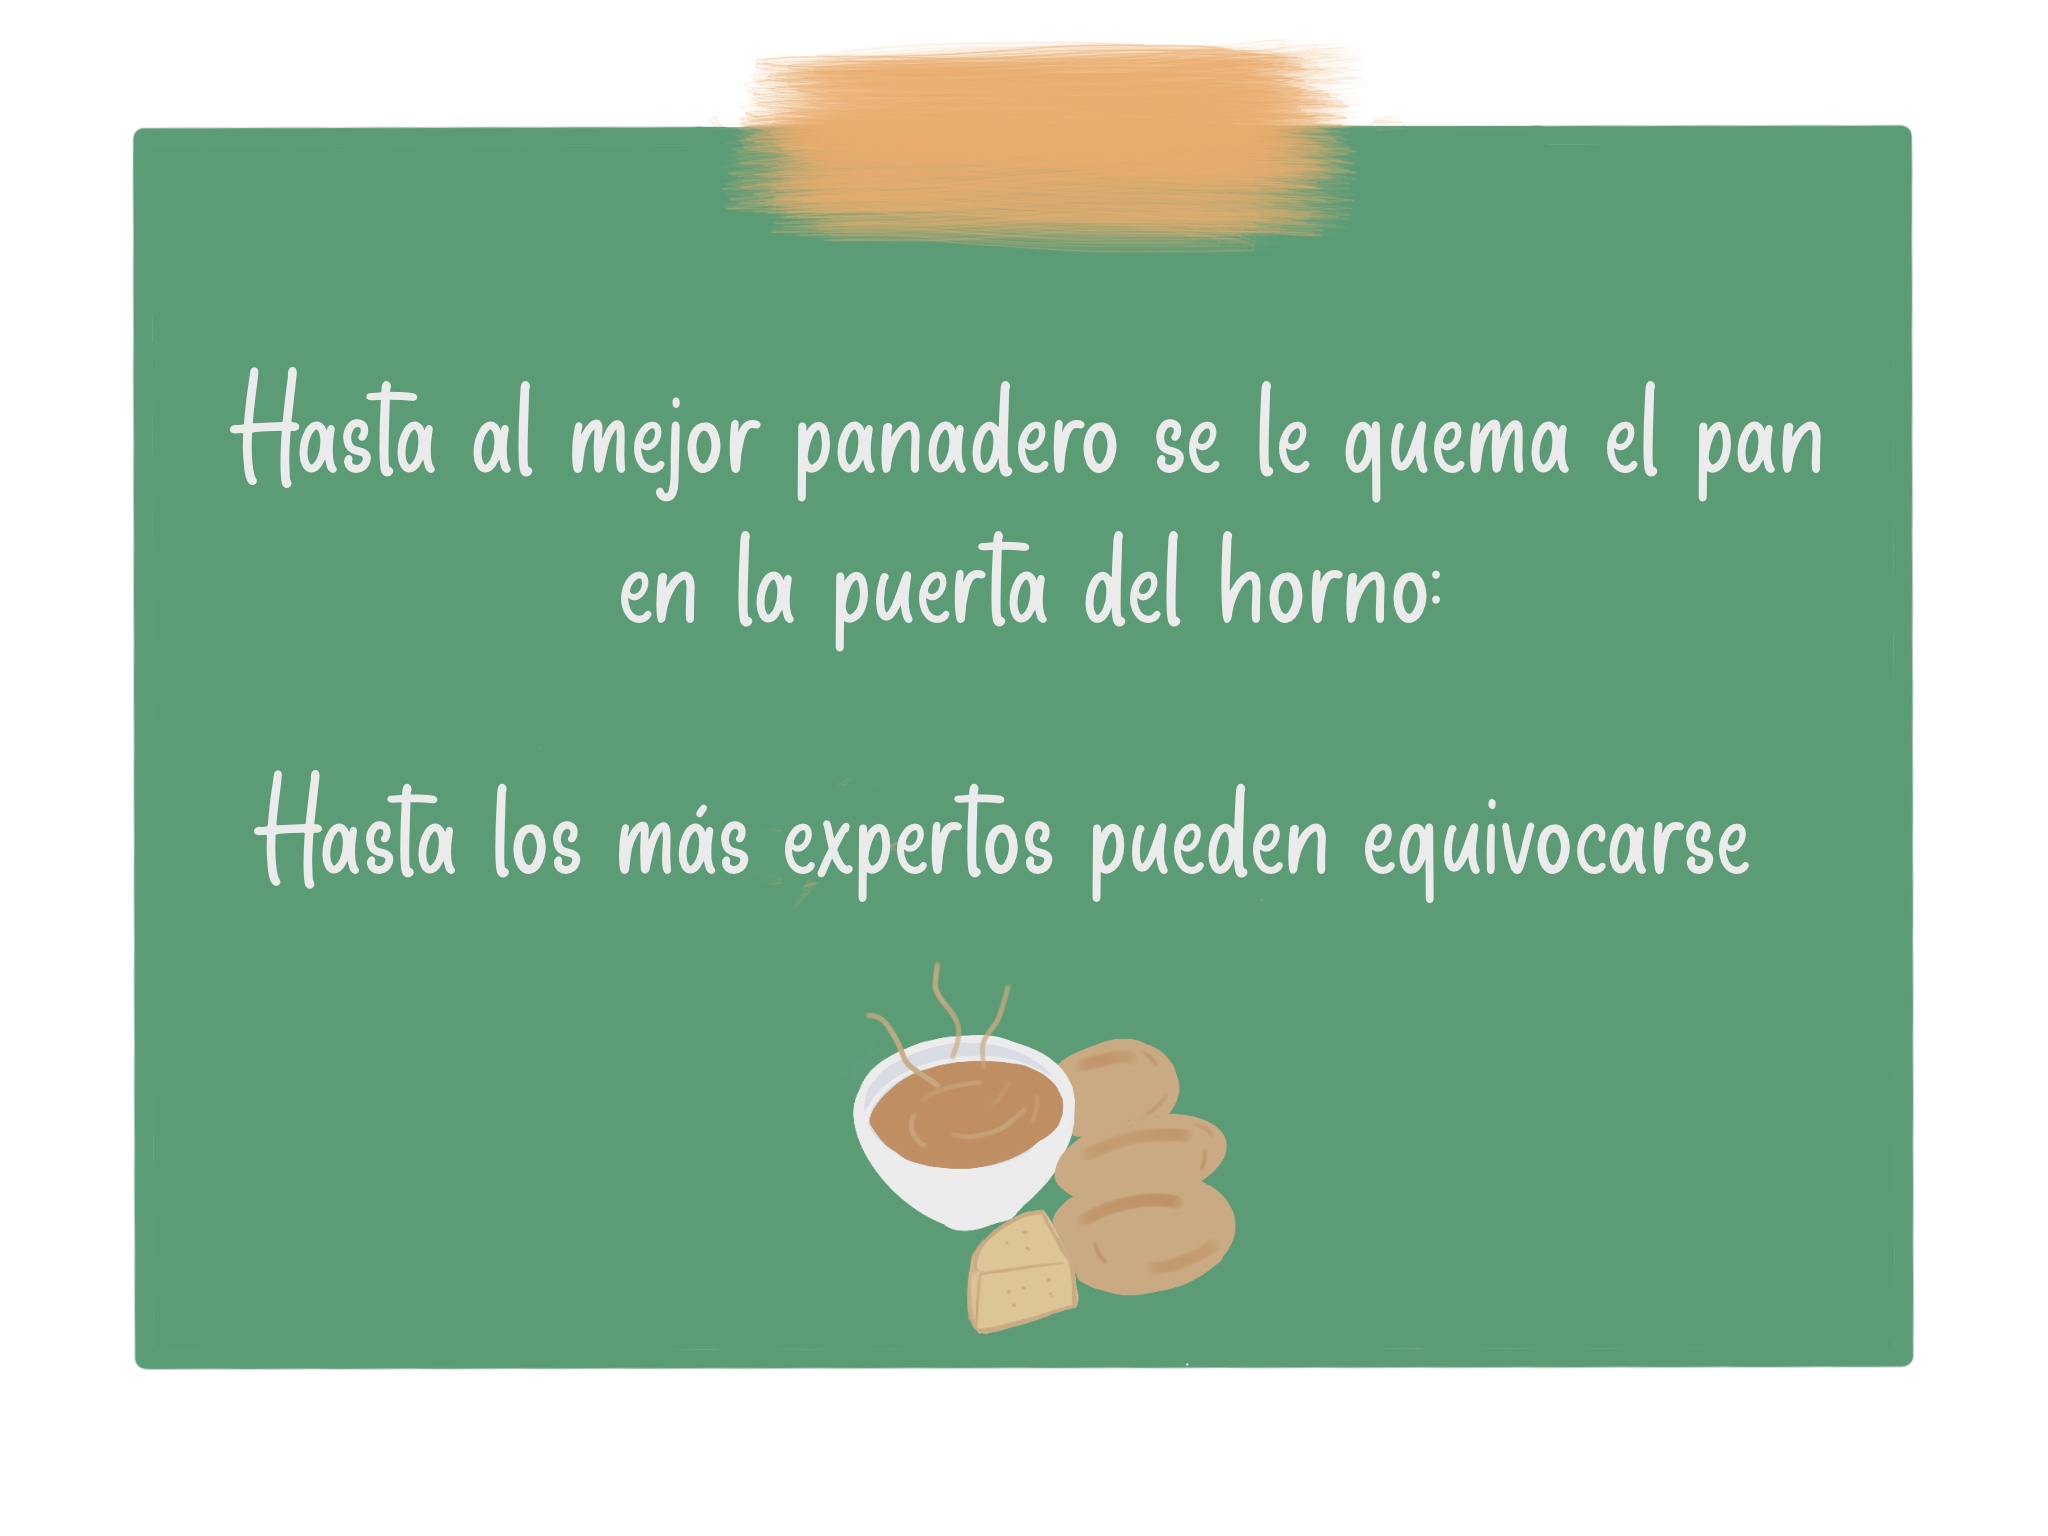 Hasta al mejor panadero se le quema el pan
en la puerta del horno:
Hasta los más expertos pueden equivocarse